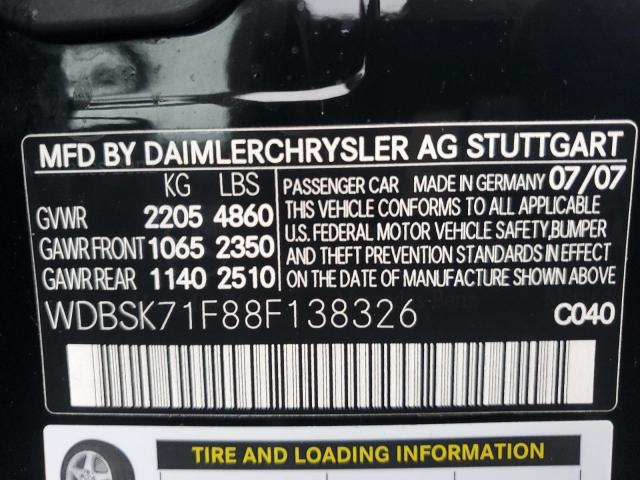 MFD BY DAIMLERCHRYSLER AG STUTTGART
KG LBS
GVWR 2205 4860
GAWR FRONT 1065 2350
GAWR REAR 1140 2510
PASSENGER CAR MADE IN GERMANY 07/07
THIS VEHICLE CONFORMS TO ALL APPLICABLE
U.S. FEDERAL MOTOR VEHICLE SAFETY, BUMPER
AND THEFT PREVENTION STANDARDS IN EFFECT
ON THE DATE OF MANUFACTURE SHOWN ABOVE
WDBSK71F88F138326 C040
TIRE AND LOADING INFORMATION